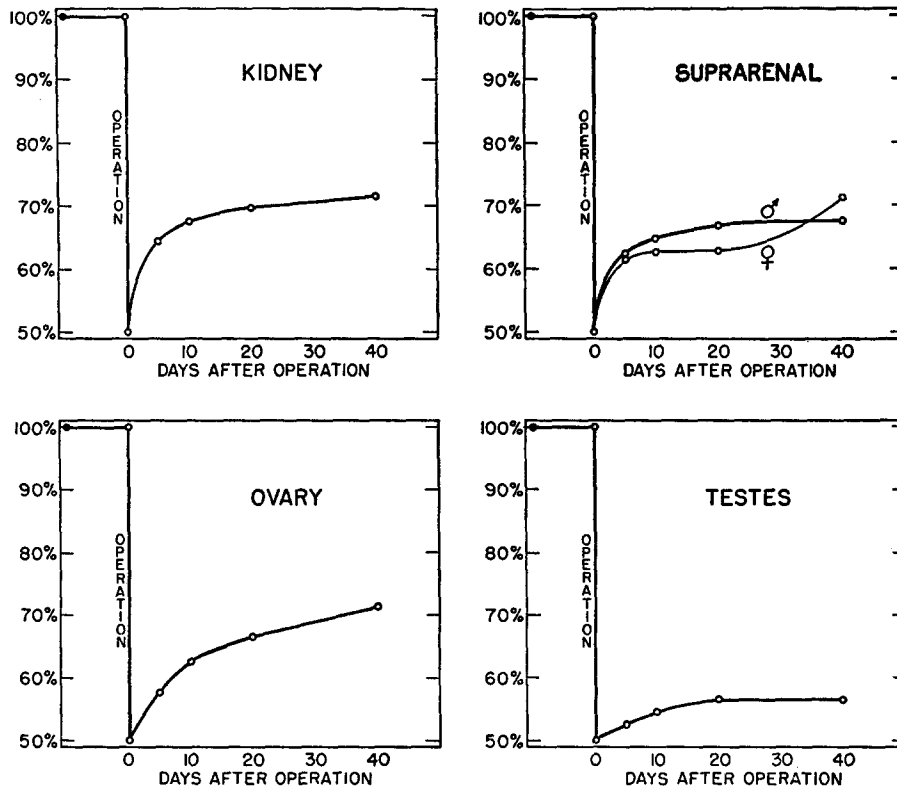 KIDNEY
100%
90%
80%
70%
60%
50%
OPERATION
0 10 20 30 40
DAYS AFTER OPERATION
SUPRARENAL
100%
90%
80%
70%
60%
50%
OPERATION
♂
♀
0 10 20 30 40
DAYS AFTER OPERATION
OVARY
100%
90%
80%
70%
60%
50%
OPERATION
0 10 20 30 40
DAYS AFTER OPERATION
TESTES
100%
90%
80%
70%
60%
50%
OPERATION
0 10 20 30 40
DAYS AFTER OPERATION